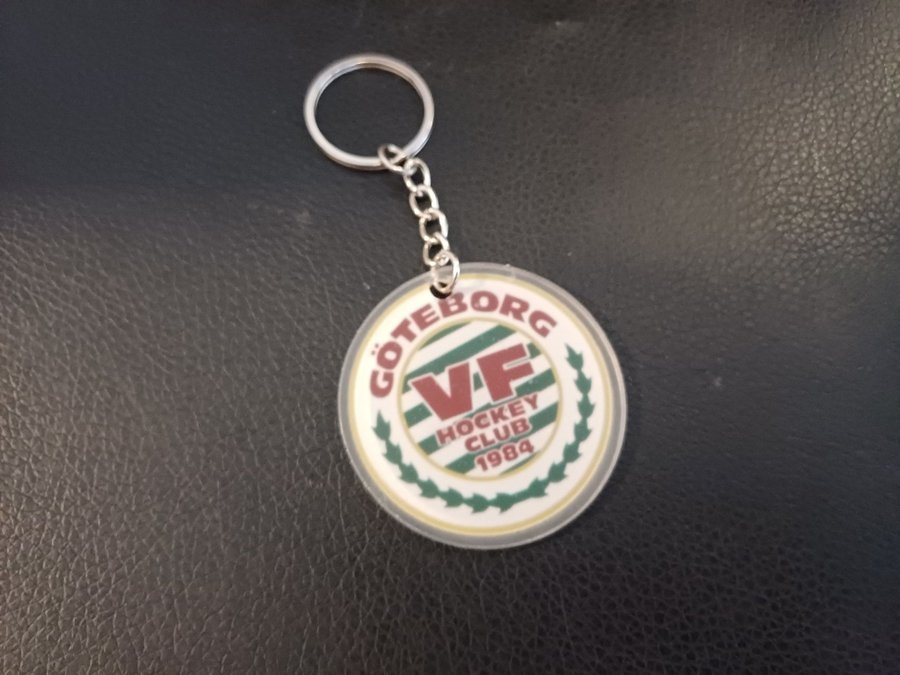 GÖTEBORG
VF
HOCKEY
CLUB
1984